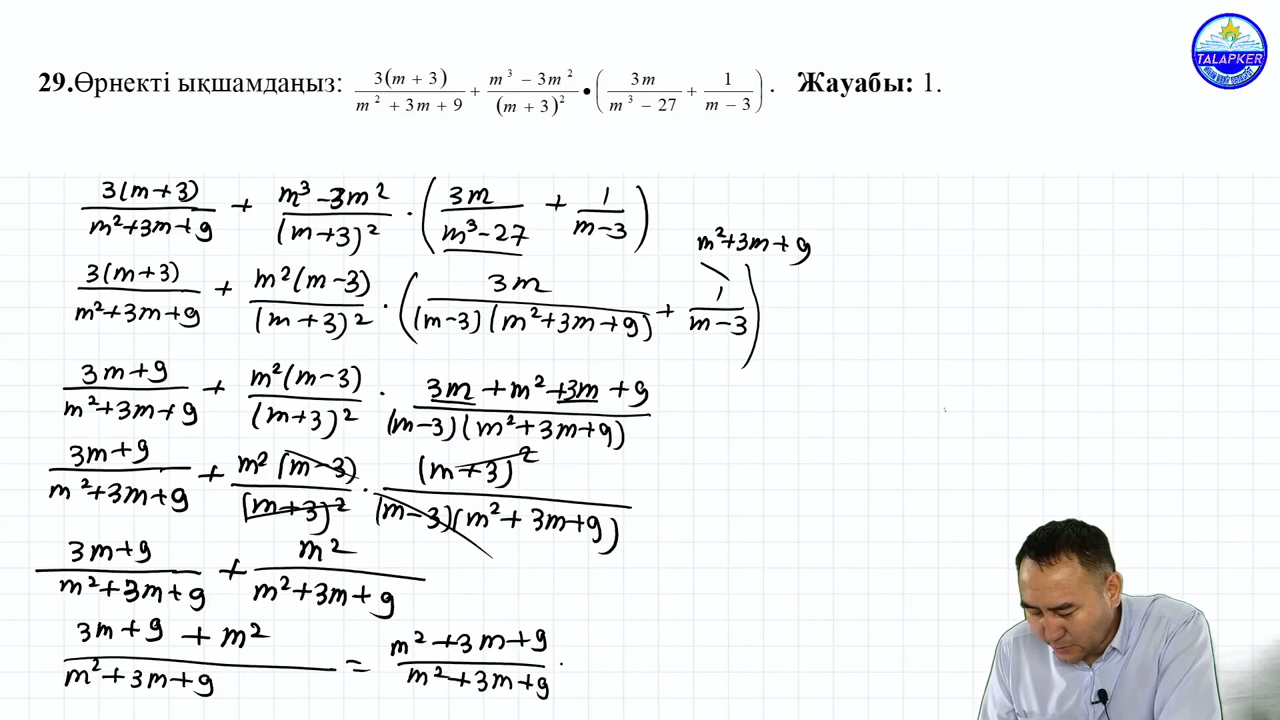 TALAPKER
29.Өрнекті ықшамдаңыз: 3(m + 3)/(m² + 3m + 9) + (m³ − 3m²)/(m + 3)² • (3m/(m³ − 27) + 1/(m − 3)). Жауабы: 1.
3(m+3)/(m²+3m+9) + (m³−3m²)/(m+3)² · (3m/(m³−27) + 1/(m−3))
m²+3m+9
3(m+3)/(m²+3m+9) + m²(m−3)/(m+3)² · (3m/((m−3)(m²+3m+9)) + 1/(m−3))
(3m+9)/(m²+3m+9) + m²(m−3)/(m+3)² · (3m+m²+3m+9)/((m−3)(m²+3m+9))
(3m+9)/(m²+3m+9) + m²(m−3)/(m+3)² · (m+3)²/((m−3)(m²+3m+9))
(3m+9)/(m²+3m+9) + m²/(m²+3m+9)
(3m+9+m²)/(m²+3m+9) = (m²+3m+9)/(m²+3m+9)